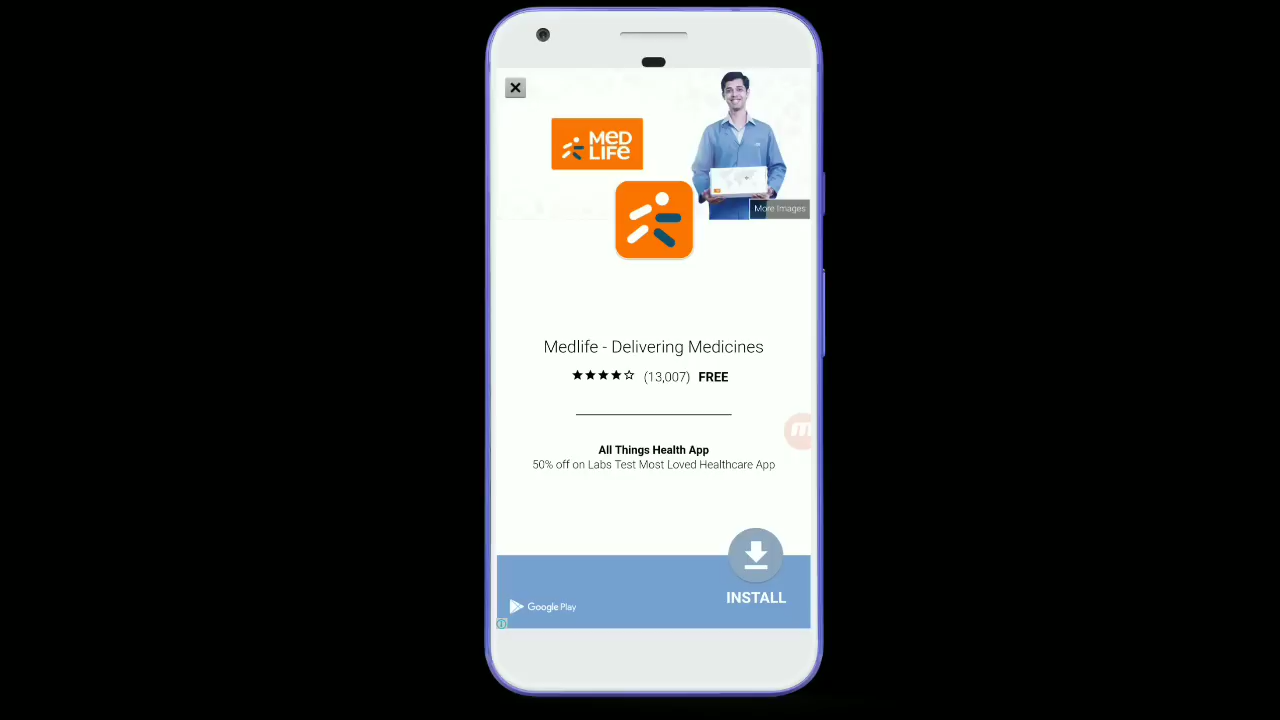 MED
LIFE
More Images
Medlife - Delivering Medicines
(13,007) FREE
All Things Health App
50% off on Labs Test Most Loved Healthcare App
INSTALL
Google Play